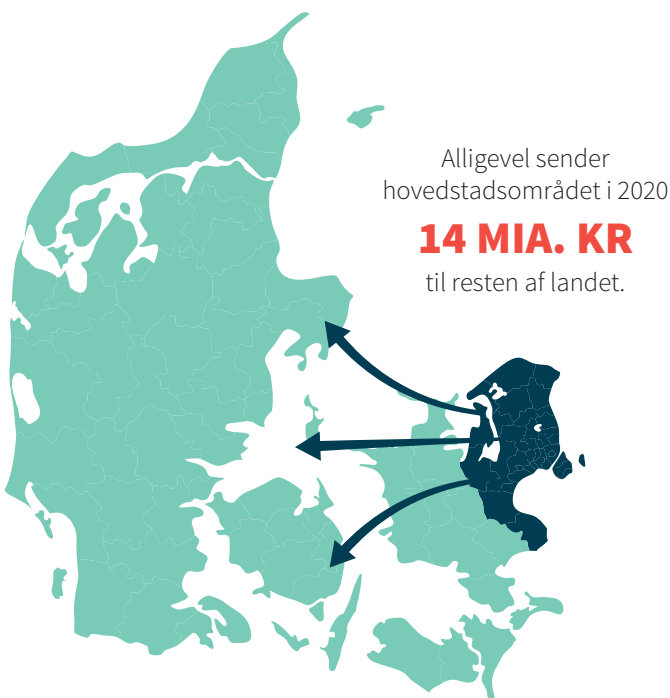 Alligevel sender
hovedstadsområdet i 2020
14 MIA. KR
til resten af landet.